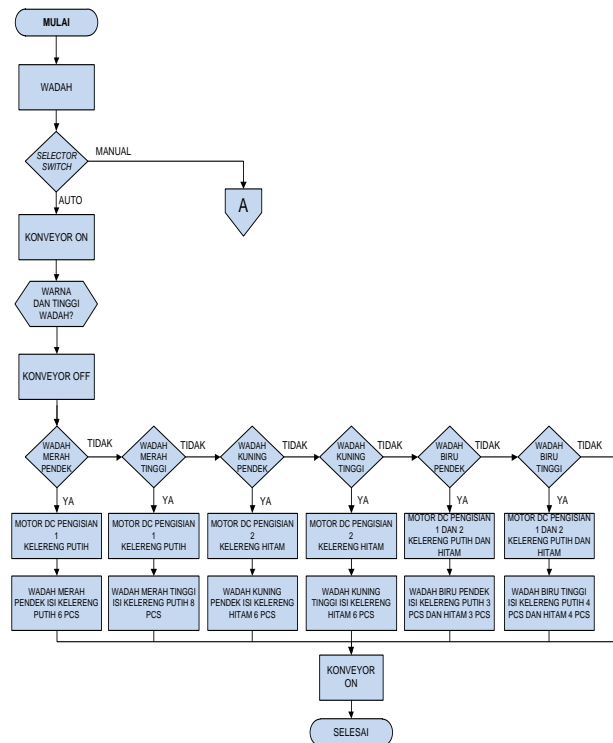 MULAI
WADAH
SELECTOR
SWITCH
MANUAL
A
AUTO
KONVEYOR ON
WARNA
DAN TINGGI
WADAH?
KONVEYOR OFF
WADAH
MERAH
PENDEK
TIDAK
WADAH
MERAH
TINGGI
TIDAK
WADAH
KUNING
PENDEK
TIDAK
WADAH
KUNING
TINGGI
TIDAK
WADAH
BIRU
PENDEK
TIDAK
WADAH
BIRU
TINGGI
TIDAK
YA
YA
YA
YA
YA
YA
MOTOR DC PENGISIAN
1
KELERENG PUTIH
MOTOR DC PENGISIAN
1
KELERENG PUTIH
MOTOR DC PENGISIAN
2
KELERENG HITAM
MOTOR DC PENGISIAN
2
KELERENG HITAM
MOTOR DC PENGISIAN
1 DAN 2
KELERENG PUTIH DAN
HITAM
MOTOR DC PENGISIAN
1 DAN 2
KELERENG PUTIH DAN
HITAM
WADAH MERAH
PENDEK ISI KELERENG
PUTIH 6 PCS
WADAH MERAH TINGGI
ISI KELERENG PUTIH 8
PCS
WADAH KUNING
PENDEK ISI KELERENG
HITAM 6 PCS
WADAH KUNING
TINGGI ISI KELERENG
HITAM 6 PCS
WADAH BIRU PENDEK
ISI KELERENG PUTIH 3
PCS DAN HITAM 3 PCS
WADAH BIRU TINGGI
ISI KELERENG PUTIH 4
PCS DAN HITAM 4 PCS
KONVEYOR
ON
SELESAI